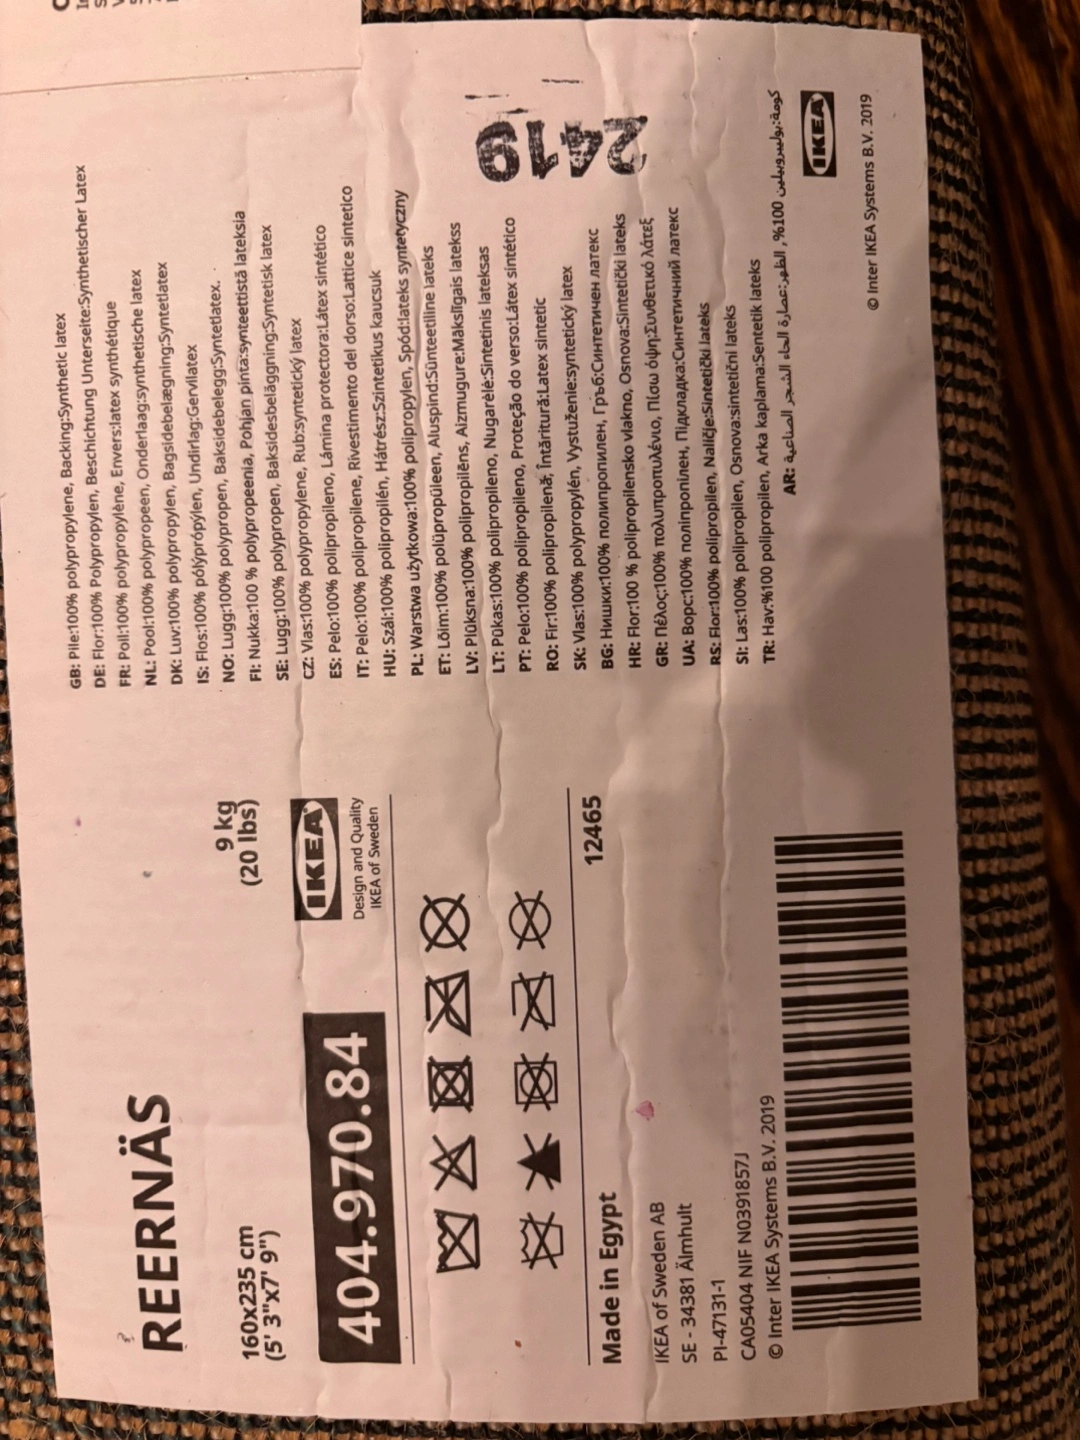 REERNÄS
160x235 cm
(5' 3"x7' 9")
9 kg
(20 lbs)
404.970.84
IKEA
Design and Quality
IKEA of Sweden
Made in Egypt
12465
IKEA of Sweden AB
SE - 34381 Älmhult
PI-47131-1
CA05404 NIF N0391857J
© Inter IKEA Systems B.V. 2019
GB: Pile:100% polypropylene, Backing:Synthetic latex
DE: Flor:100% Polypropylen, Beschichtung Unterseite:Synthetischer Latex
FR: Poil:100% polypropylène, Envers:latex synthétique
NL: Pool:100% polypropeen, Onderlaag:synthetische latex
DK: Luv:100% polypropylen, Bagsidebelægning:Syntetlatex
IS: Flos:100% pólýprópýlen, Undirlag:Gervilatex
NO: Lugg:100% polypropen, Baksidebelegg:Syntetlatex.
FI: Nukka:100 % polypropeenia, Pohjan pinta:synteettistä lateksia
SE: Lugg:100% polypropen, Baksidesbeläggning:Syntetisk latex
CZ: Vlas:100% polypropylene, Rub:syntetický latex
ES: Pelo:100% polipropileno, Lámina protectora:Látex sintético
IT: Pelo:100% polipropilene, Rivestimento del dorso:Lattice sintetico
HU: Szál:100% polipropilén, Hátrész:Szintetikus kaucsuk
PL: Warstwa użytkowa:100% polipropylen, Spód:lateks syntetyczny
ET: Lõim:100% polüpropüleen, Aluspind:Sünteetiline lateks
LV: Plūksna:100% polipropilēns, Aizmugure:Mākslīgais latekss
LT: Pūkas:100% polipropileno, Nugarėlė:Sintetinis lateksas
PT: Pelo:100% polipropileno, Proteção do verso:Látex sintético
RO: Fir:100% polipropilenă, Întăritură:Latex sintetic
SK: Vlas:100% polypropylén, Vystuženie:syntetický latex
BG: Нишки:100% полипропилен, Гръб:Синтетичен латекс
HR: Flor:100 % polipropilensko vlakno, Osnova:Sintetički lateks
GR: Πέλος:100% πολυπροπυλένιο, Πίσω όψη:Συνθετικό λάτεξ
UA: Ворс:100% поліпропілен, Підкладка:Синтетичний латекс
RS: Flor:100% polipropilen, Naličje:Sintetički lateks
SI: Las:100% polipropilen, Osnova:sintetični lateks
TR: Hav:%100 polipropilen, Arka kaplama:Sentetik lateks
AR: كومة:بوليبروبيلين 100%, الظهر:عصارة لحاء الشجر الصناعية
2419
IKEA
© Inter IKEA Systems B.V. 2019